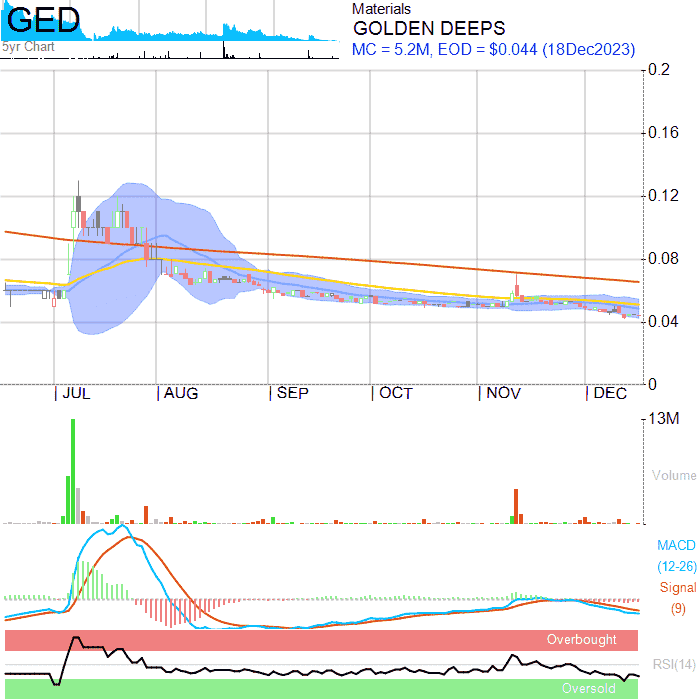 GED
5yr Chart
Materials
GOLDEN DEEPS
MC = 5.2M, EOD = $0.044 (18Dec2023)
0.2
0.16
0.12
0.08
0.04
0
JUL AUG SEP OCT NOV DEC
13M
Volume
MACD
(12-26)
Signal
(9)
Overbought
RSI(14)
Oversold